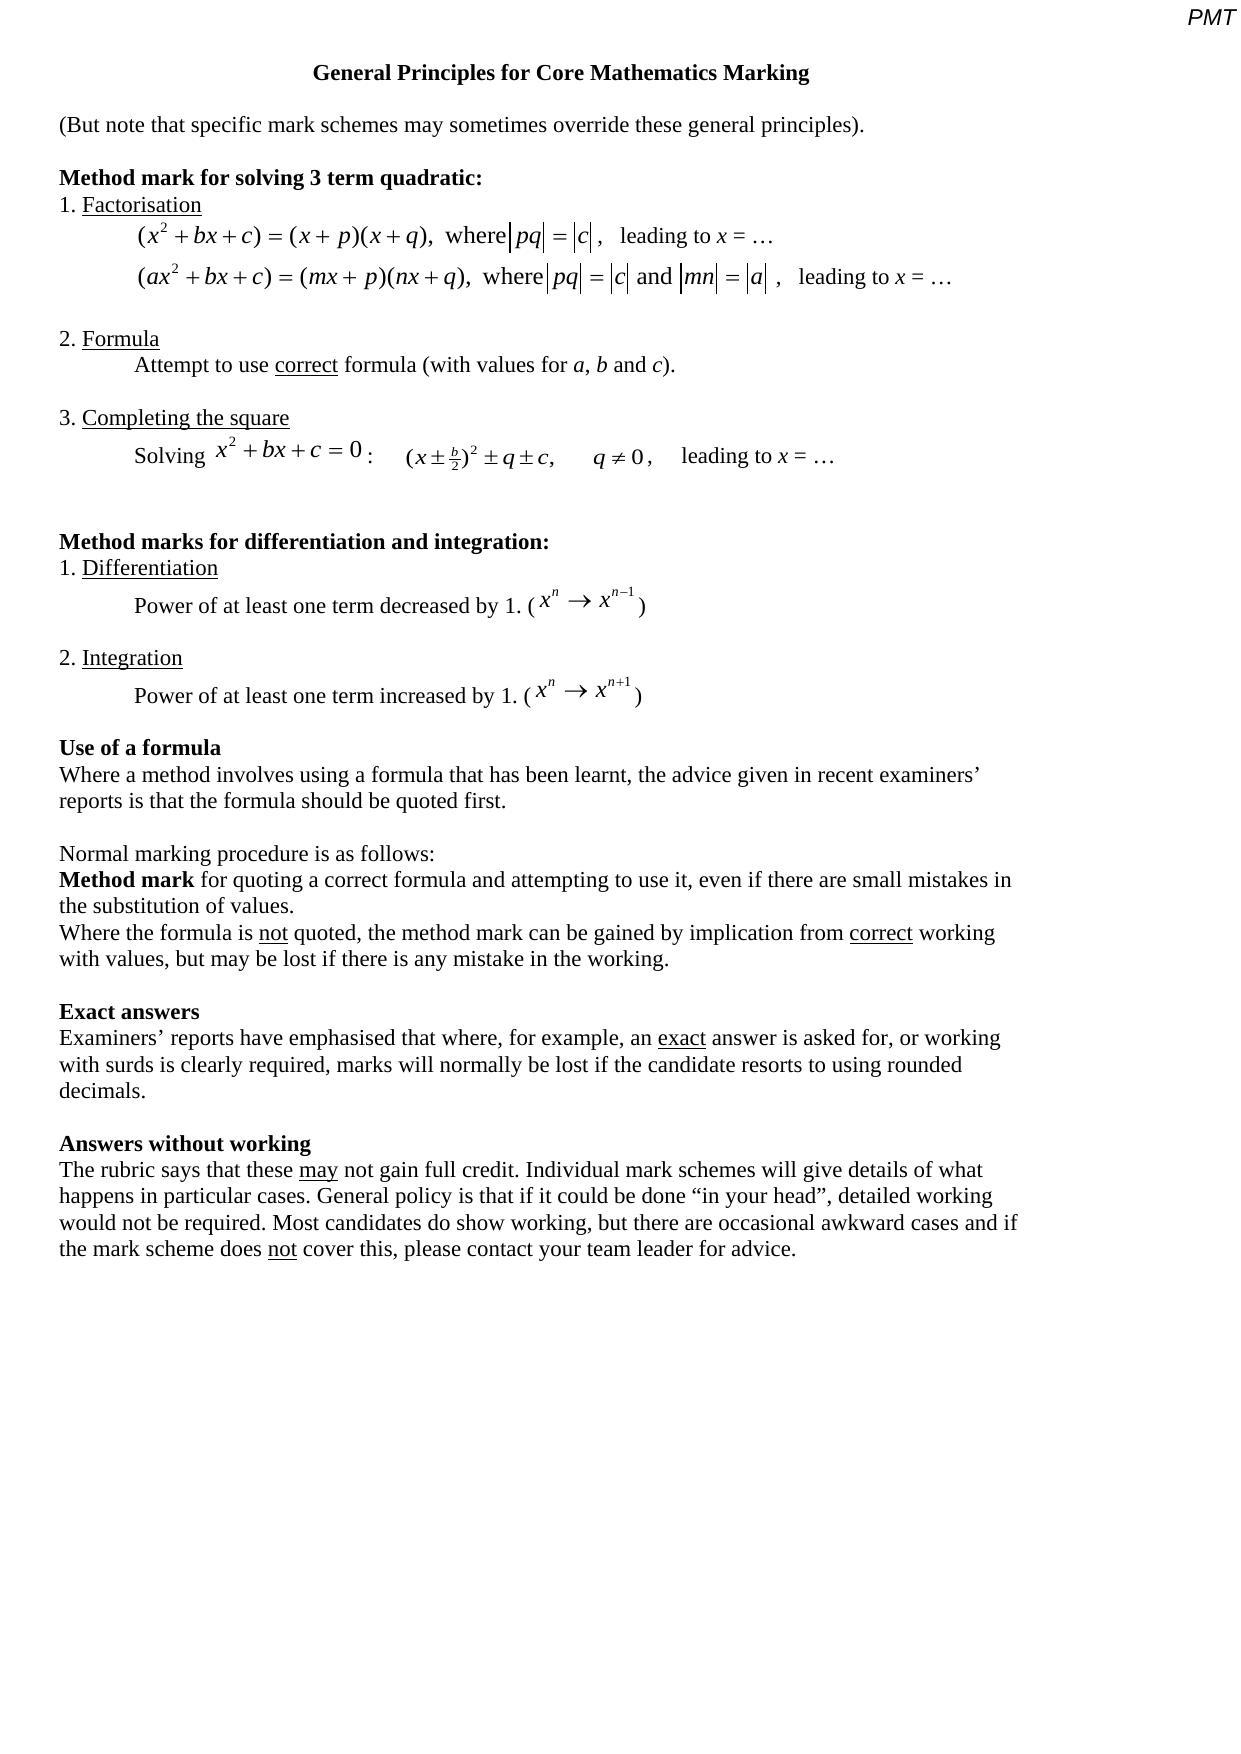 PMT
General Principles for Core Mathematics Marking
(But note that specific mark schemes may sometimes override these general principles).
Method mark for solving 3 term quadratic:
1. Factorisation
(x² + bx + c) = (x + p)(x + q), where |pq| = |c| , leading to x = …
(ax² + bx + c) = (mx + p)(nx + q), where |pq| = |c| and |mn| = |a| , leading to x = …
2. Formula
Attempt to use correct formula (with values for a, b and c).
3. Completing the square
Solving x² + bx + c = 0 : (x ± b/2)² ± q ± c, q ≠ 0 , leading to x = …
Method marks for differentiation and integration:
1. Differentiation
Power of at least one term decreased by 1. ( xⁿ → xⁿ⁻¹ )
2. Integration
Power of at least one term increased by 1. ( xⁿ → xⁿ⁺¹ )
Use of a formula
Where a method involves using a formula that has been learnt, the advice given in recent examiners’
reports is that the formula should be quoted first.
Normal marking procedure is as follows:
Method mark for quoting a correct formula and attempting to use it, even if there are small mistakes in
the substitution of values.
Where the formula is not quoted, the method mark can be gained by implication from correct working
with values, but may be lost if there is any mistake in the working.
Exact answers
Examiners’ reports have emphasised that where, for example, an exact answer is asked for, or working
with surds is clearly required, marks will normally be lost if the candidate resorts to using rounded
decimals.
Answers without working
The rubric says that these may not gain full credit. Individual mark schemes will give details of what
happens in particular cases. General policy is that if it could be done “in your head”, detailed working
would not be required. Most candidates do show working, but there are occasional awkward cases and if
the mark scheme does not cover this, please contact your team leader for advice.